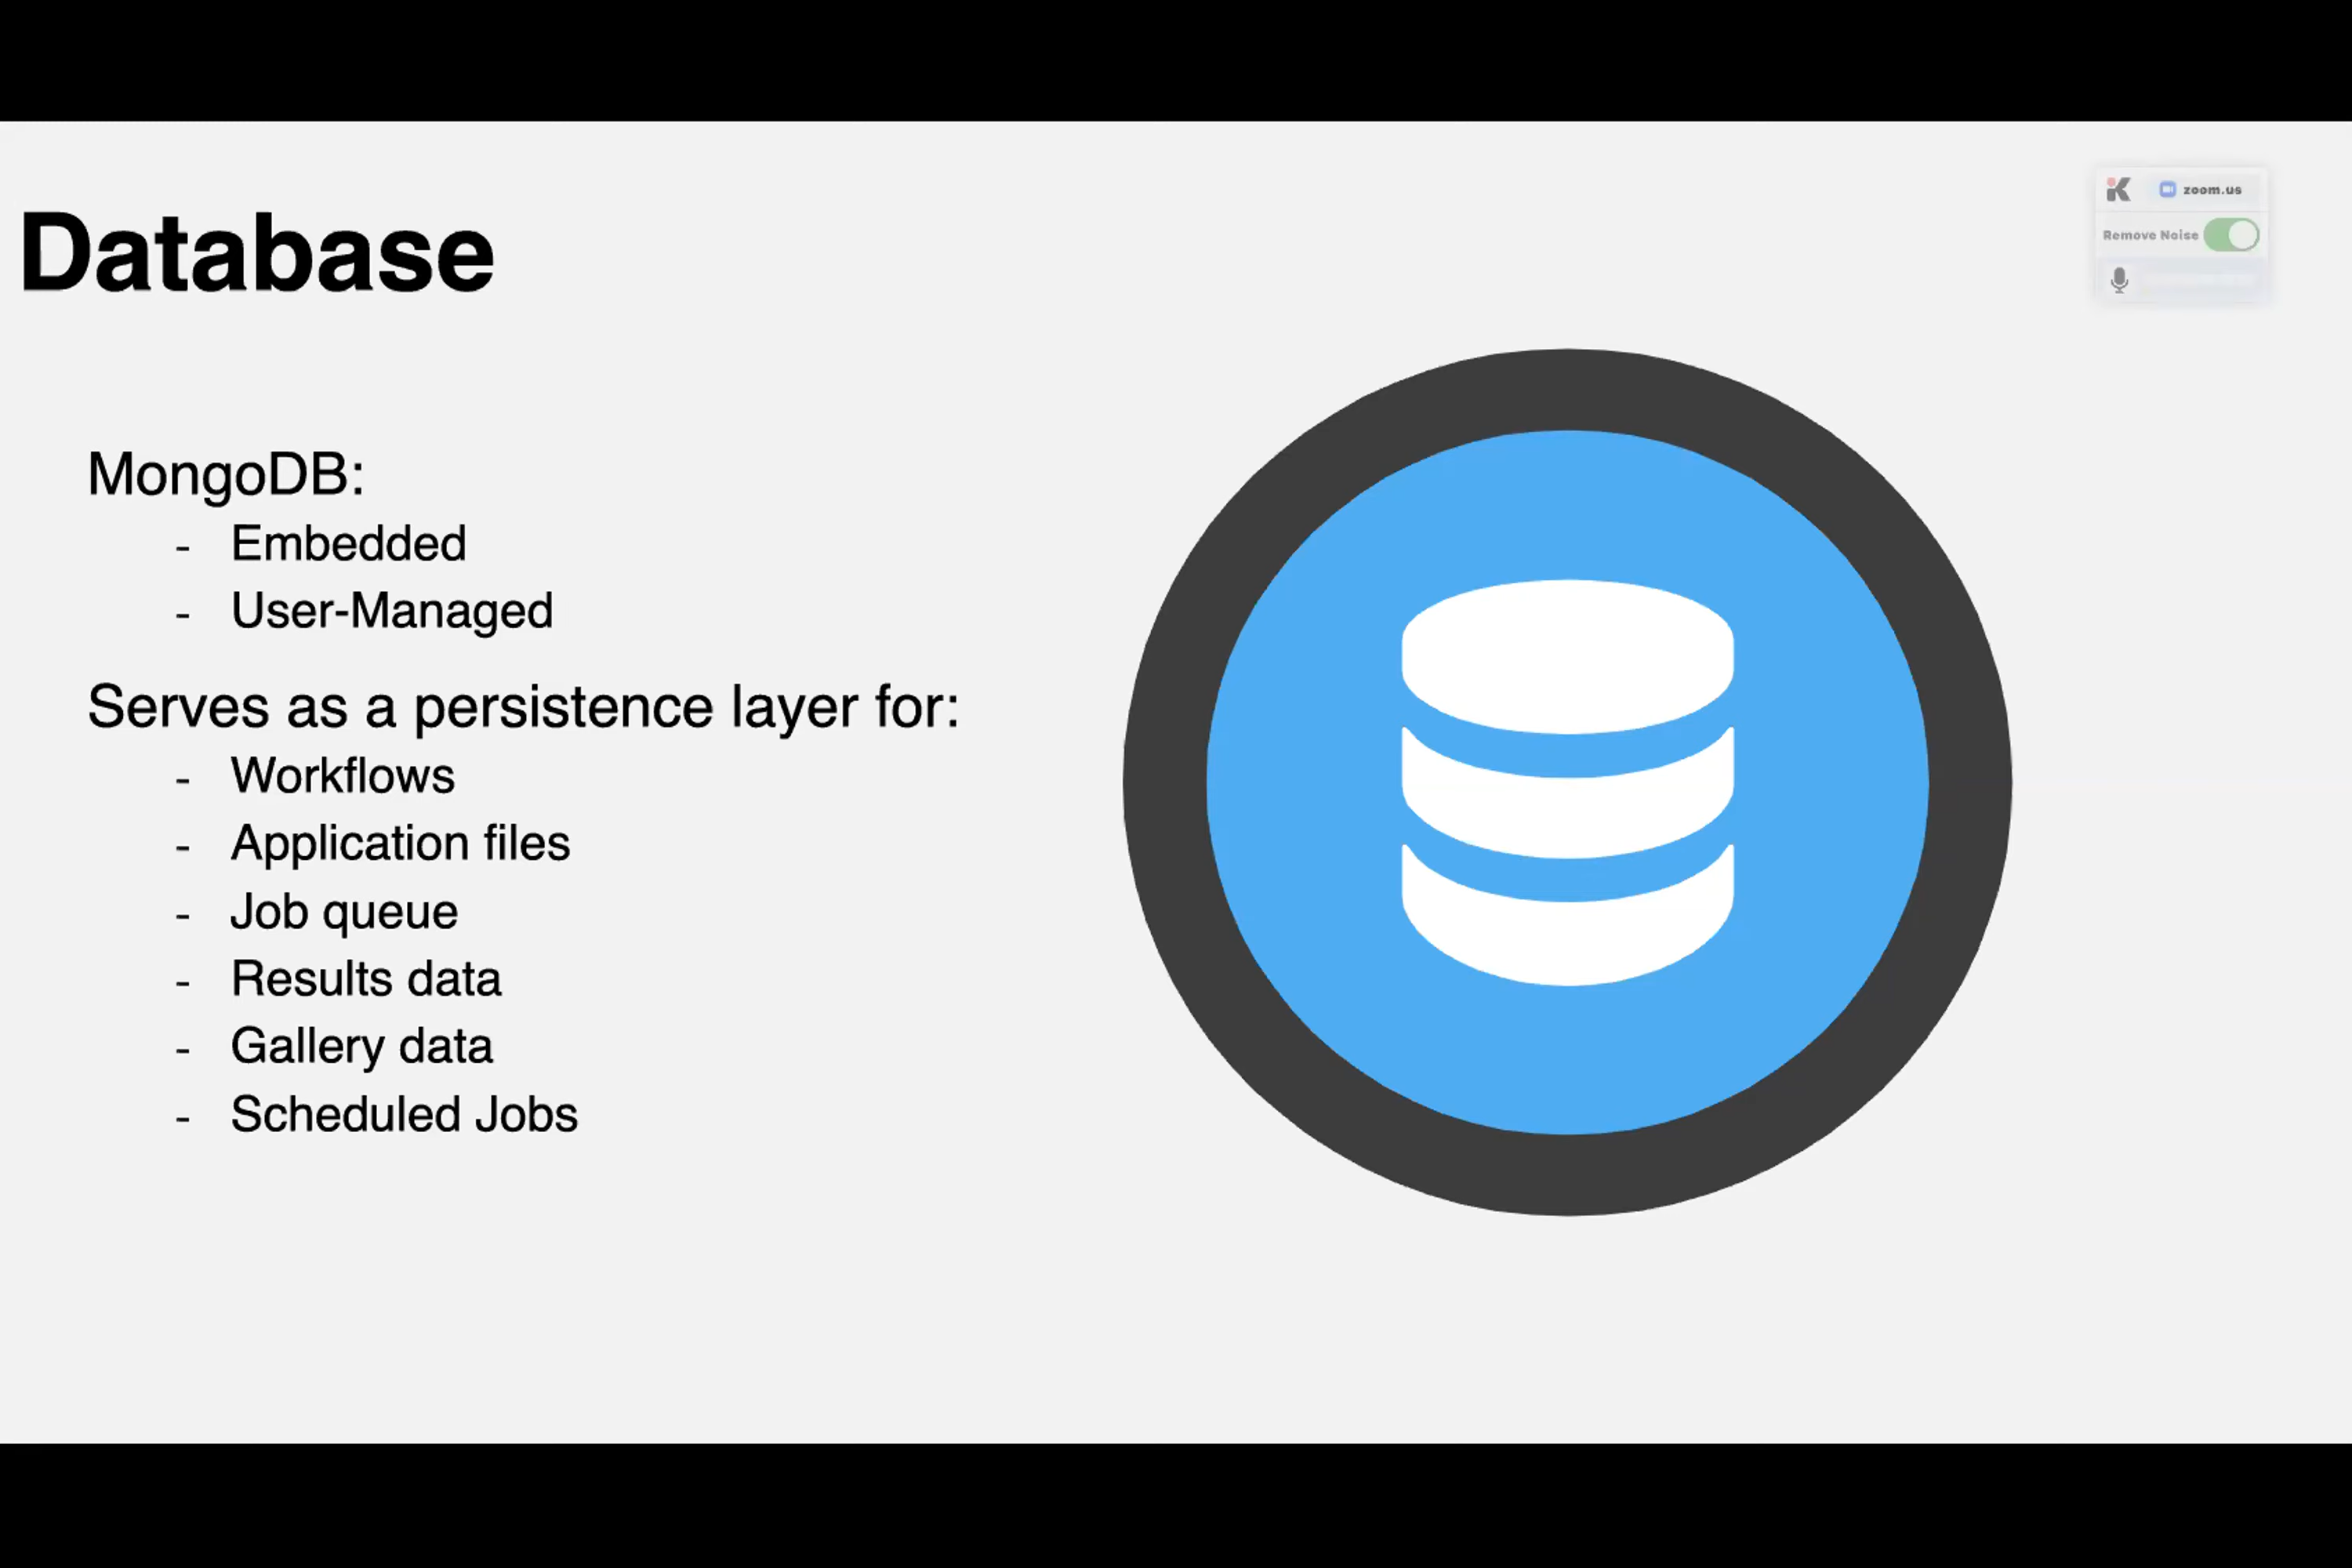 Database
zoom.us
Remove Noise
MongoDB:
- Embedded
- User-Managed
Serves as a persistence layer for:
- Workflows
- Application files
- Job queue
- Results data
- Gallery data
- Scheduled Jobs